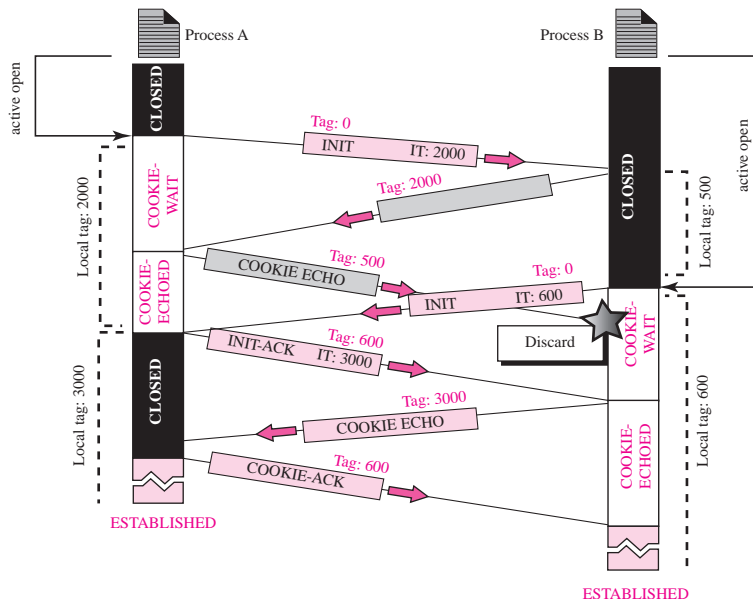 Process A
Process B
active open
active open
CLOSED
CLOSED
Tag: 0
INIT IT: 2000
Tag: 2000
COOKIE-
WAIT
Local tag: 2000
Local tag: 500
Tag: 500
COOKIE ECHO
Tag: 0
INIT IT: 600
COOKIE-
ECHOED
Discard
COOKIE-
WAIT
Tag: 600
INIT-ACK IT: 3000
CLOSED
Local tag: 3000
Local tag: 600
Tag: 3000
COOKIE ECHO
COOKIE-
ECHOED
Tag: 600
COOKIE-ACK
ESTABLISHED
ESTABLISHED